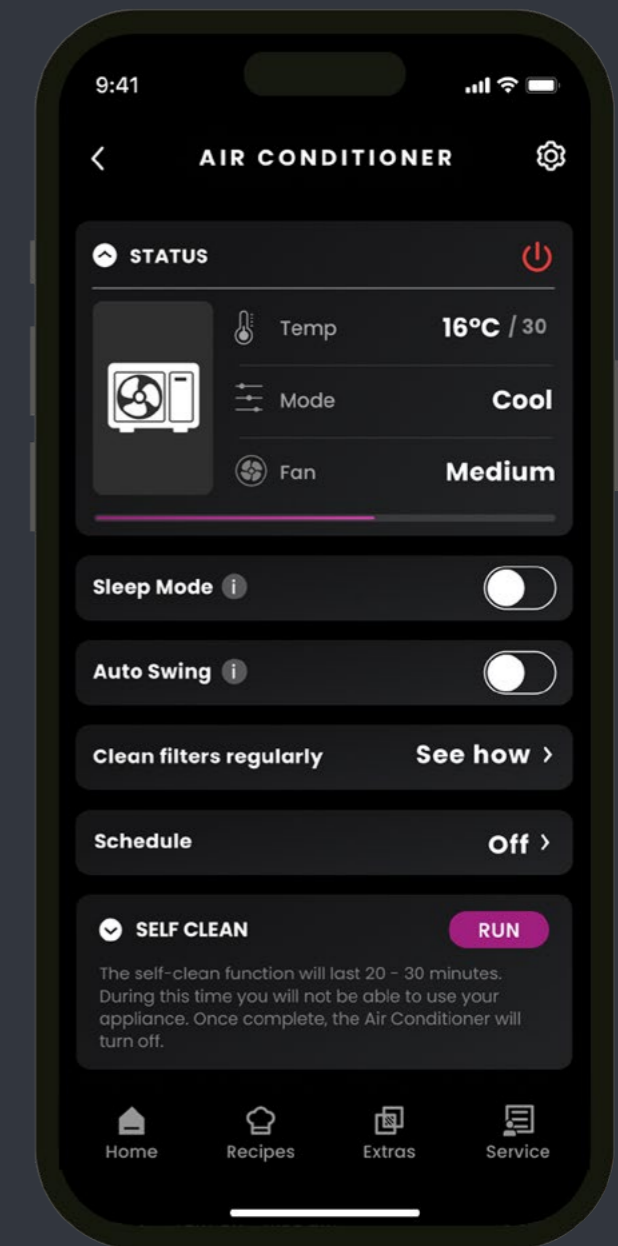 9:41
AIR CONDITIONER
STATUS
Temp 16°C / 30
Mode Cool
Fan Medium
Sleep Mode i
Auto Swing i
Clean filters regularly See how >
Schedule Off >
SELF CLEAN RUN
The self-clean function will last 20 - 30 minutes.
During this time you will not be able to use your
appliance. Once complete, the Air Conditioner will
turn off.
Home Recipes Extras Service